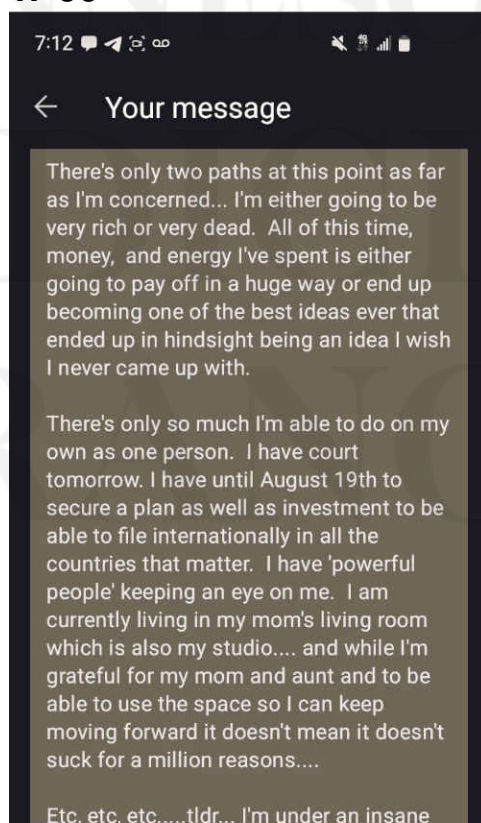 7:12
Your message
There's only two paths at this point as far
as I'm concerned... I'm either going to be
very rich or very dead.  All of this time,
money,  and energy I've spent is either
going to pay off in a huge way or end up
becoming one of the best ideas ever that
ended up in hindsight being an idea I wish
I never came up with.
There's only so much I'm able to do on my
own as one person.  I have court
tomorrow. I have until August 19th to
secure a plan as well as investment to be
able to file internationally in all the
countries that matter.  I have 'powerful
people' keeping an eye on me.  I am
currently living in my mom's living room
which is also my studio.... and while I'm
grateful for my mom and aunt and to be
able to use the space so I can keep
moving forward it doesn't mean it doesn't
suck for a million reasons....
Etc, etc, etc.....tldr... I'm under an insane